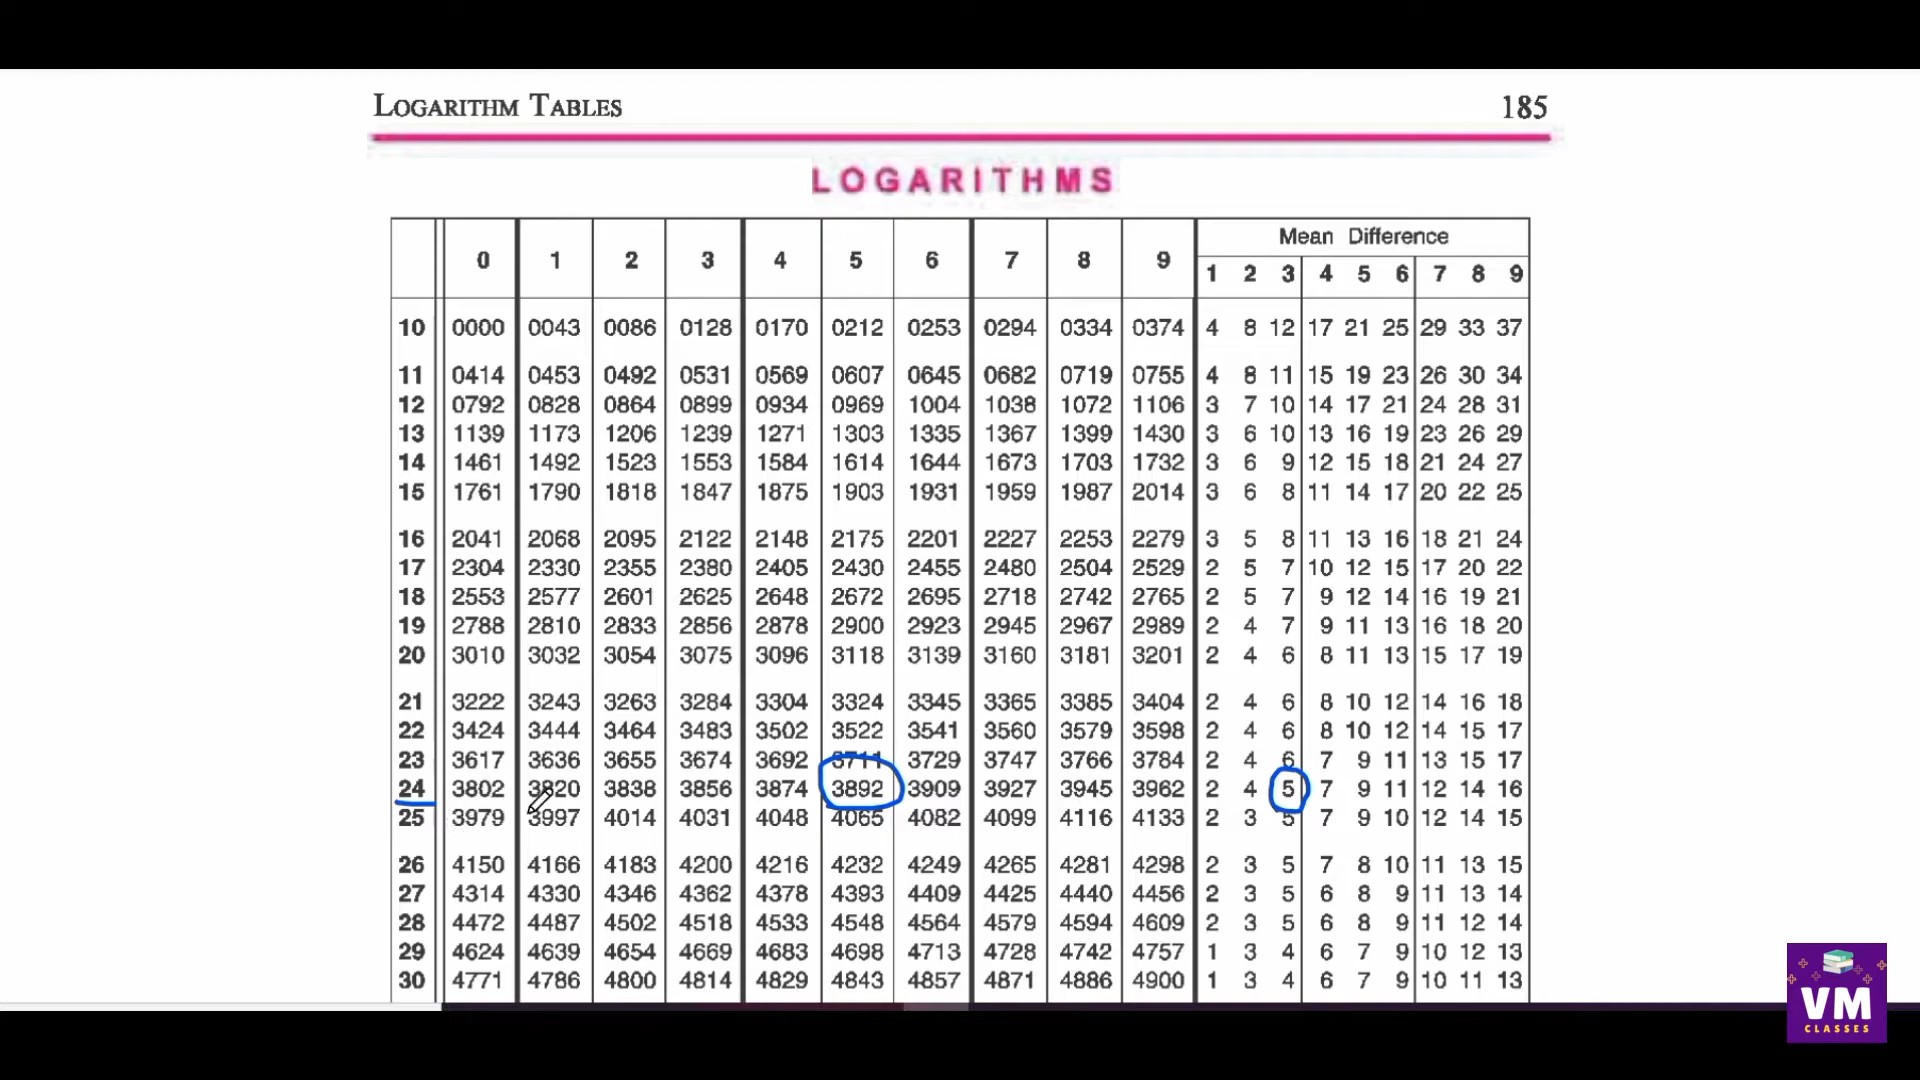 LOGARITHM TABLES 185
LOGARITHMS
Mean Difference
0 1 2 3 4 5 6 7 8 9 1 2 3 4 5 6 7 8 9
10 0000 0043 0086 0128 0170 0212 0253 0294 0334 0374 4 8 12 17 21 25 29 33 37
11 0414 0453 0492 0531 0569 0607 0645 0682 0719 0755 4 8 11 15 19 23 26 30 34
12 0792 0828 0864 0899 0934 0969 1004 1038 1072 1106 3 7 10 14 17 21 24 28 31
13 1139 1173 1206 1239 1271 1303 1335 1367 1399 1430 3 6 10 13 16 19 23 26 29
14 1461 1492 1523 1553 1584 1614 1644 1673 1703 1732 3 6 9 12 15 18 21 24 27
15 1761 1790 1818 1847 1875 1903 1931 1959 1987 2014 3 6 8 11 14 17 20 22 25
16 2041 2068 2095 2122 2148 2175 2201 2227 2253 2279 3 5 8 11 13 16 18 21 24
17 2304 2330 2355 2380 2405 2430 2455 2480 2504 2529 2 5 7 10 12 15 17 20 22
18 2553 2577 2601 2625 2648 2672 2695 2718 2742 2765 2 5 7 9 12 14 16 19 21
19 2788 2810 2833 2856 2878 2900 2923 2945 2967 2989 2 4 7 9 11 13 16 18 20
20 3010 3032 3054 3075 3096 3118 3139 3160 3181 3201 2 4 6 8 11 13 15 17 19
21 3222 3243 3263 3284 3304 3324 3345 3365 3385 3404 2 4 6 8 10 12 14 16 18
22 3424 3444 3464 3483 3502 3522 3541 3560 3579 3598 2 4 6 8 10 12 14 15 17
23 3617 3636 3655 3674 3692 3711 3729 3747 3766 3784 2 4 6 7 9 11 13 15 17
24 3802 3820 3838 3856 3874 3892 3909 3927 3945 3962 2 4 5 7 9 11 12 14 16
25 3979 3997 4014 4031 4048 4065 4082 4099 4116 4133 2 3 5 7 9 10 12 14 15
26 4150 4166 4183 4200 4216 4232 4249 4265 4281 4298 2 3 5 7 8 10 11 13 15
27 4314 4330 4346 4362 4378 4393 4409 4425 4440 4456 2 3 5 6 8 9 11 13 14
28 4472 4487 4502 4518 4533 4548 4564 4579 4594 4609 2 3 5 6 8 9 11 12 14
29 4624 4639 4654 4669 4683 4698 4713 4728 4742 4757 1 3 4 6 7 9 10 12 13
30 4771 4786 4800 4814 4829 4843 4857 4871 4886 4900 1 3 4 6 7 9 10 11 13
VM
CLASSES